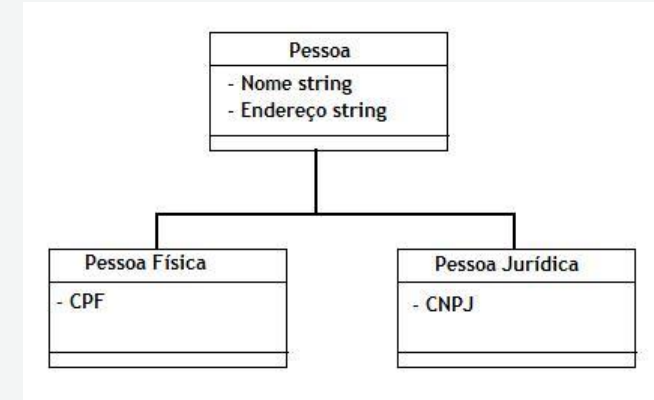 Pessoa
- Nome string
- Endereço string
Pessoa Física
- CPF
Pessoa Jurídica
- CNPJ